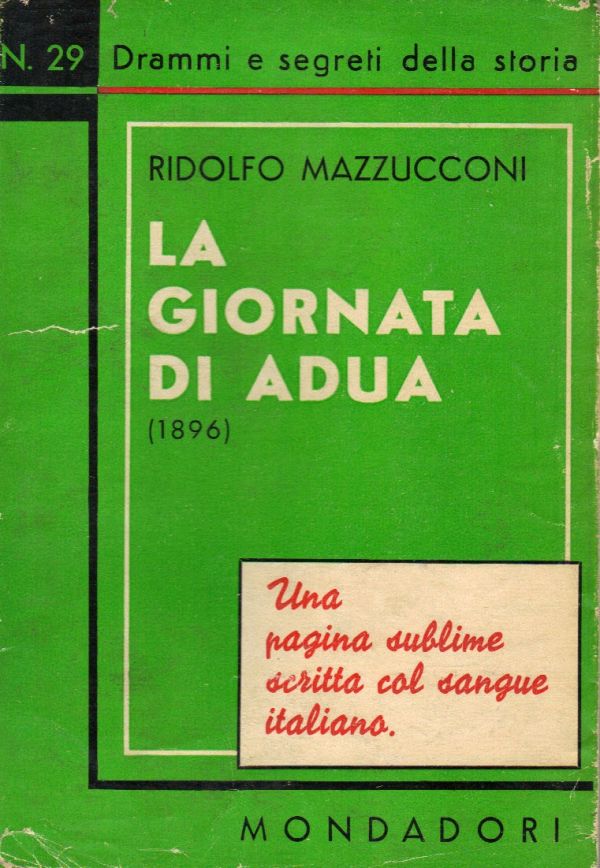 N. 29 Drammi e segreti della storia
RIDOLFO MAZZUCCONI
LA
GIORNATA
DI ADUA
(1896)
Una
pagina sublime
scritta col sangue
italiano.
MONDADORI